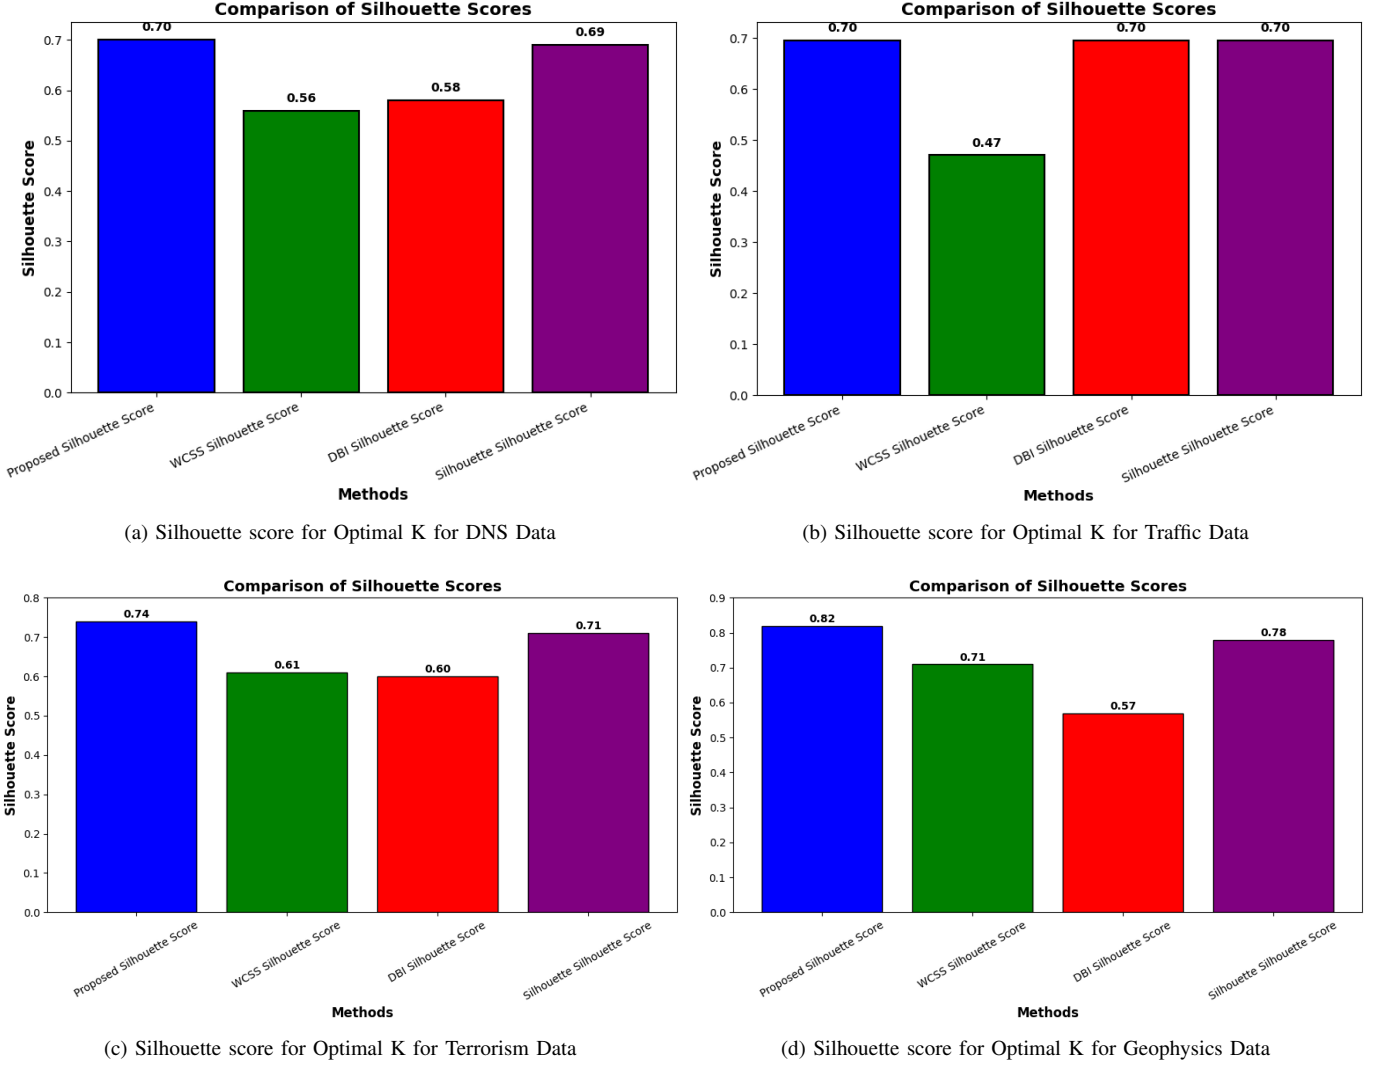 Comparison of Silhouette Scores
0.70
0.56
0.58
0.69
0.7
0.6
0.5
0.4
0.3
0.2
0.1
0.0
Silhouette Score
Proposed Silhouette Score
WCSS Silhouette Score
DBI Silhouette Score
Silhouette Silhouette Score
Methods
(a) Silhouette score for Optimal K for DNS Data
Comparison of Silhouette Scores
0.70
0.47
0.70
0.70
0.7
0.6
0.5
0.4
0.3
0.2
0.1
0.0
Silhouette Score
Proposed Silhouette Score
WCSS Silhouette Score
DBI Silhouette Score
Silhouette Silhouette Score
Methods
(b) Silhouette score for Optimal K for Traffic Data
Comparison of Silhouette Scores
0.74
0.61
0.60
0.71
0.8
0.7
0.6
0.5
0.4
0.3
0.2
0.1
0.0
Silhouette Score
Proposed Silhouette Score
WCSS Silhouette Score
DBI Silhouette Score
Silhouette Silhouette Score
Methods
(c) Silhouette score for Optimal K for Terrorism Data
Comparison of Silhouette Scores
0.82
0.71
0.57
0.78
0.9
0.8
0.7
0.6
0.5
0.4
0.3
0.2
0.1
0.0
Silhouette Score
Proposed Silhouette Score
WCSS Silhouette Score
DBI Silhouette Score
Silhouette Silhouette Score
Methods
(d) Silhouette score for Optimal K for Geophysics Data